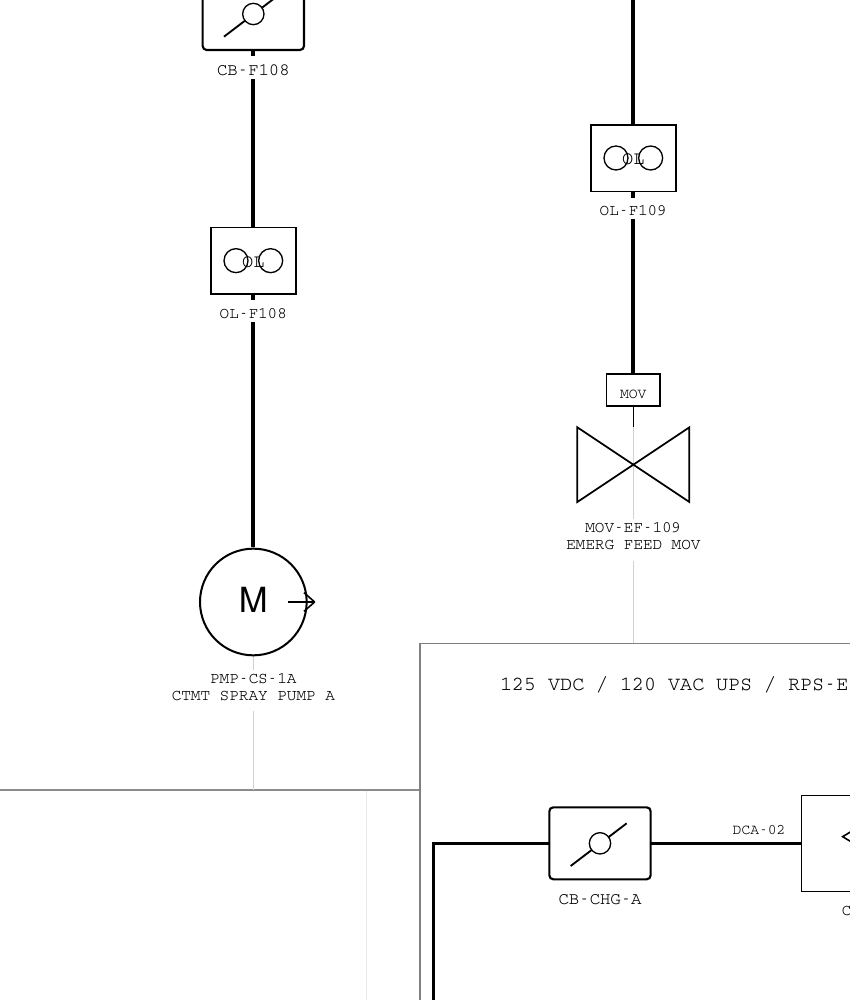 CB-F108
OL
OL-F109
OL
OL-F108
MOV
MOV-EF-109
EMERG FEED MOV
M
PMP-CS-1A
CTMT SPRAY PUMP A
125 VDC / 120 VAC UPS / RPS-E
DCA-02
CB-CHG-A
C